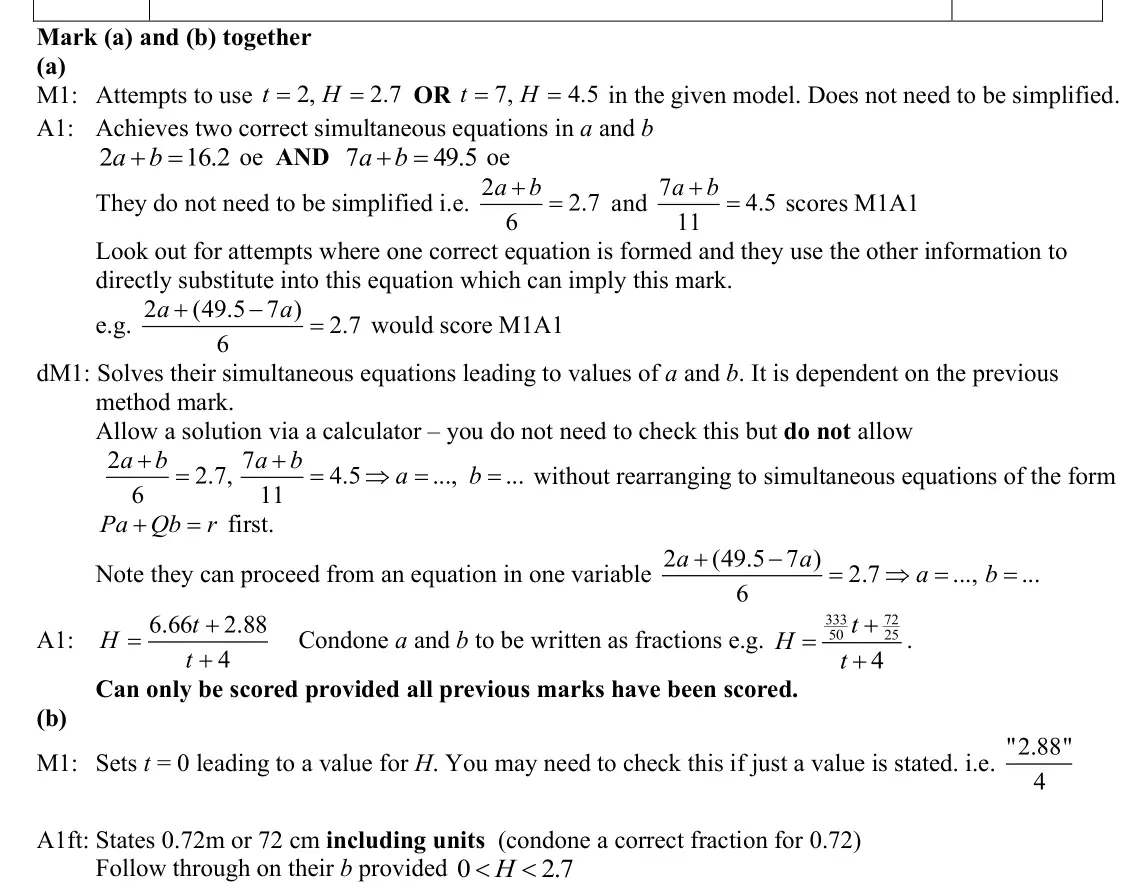 Mark (a) and (b) together
(a)
M1: Attempts to use t = 2, H = 2.7 OR t = 7, H = 4.5 in the given model. Does not need to be simplified.
A1: Achieves two correct simultaneous equations in a and b
2a + b = 16.2 oe AND 7a + b = 49.5 oe
They do not need to be simplified i.e. (2a + b)/6 = 2.7 and (7a + b)/11 = 4.5 scores M1A1
Look out for attempts where one correct equation is formed and they use the other information to
directly substitute into this equation which can imply this mark.
e.g. (2a + (49.5 − 7a))/6 = 2.7 would score M1A1
dM1: Solves their simultaneous equations leading to values of a and b. It is dependent on the previous
method mark.
Allow a solution via a calculator – you do not need to check this but do not allow
(2a + b)/6 = 2.7, (7a + b)/11 = 4.5 ⇒ a = ..., b = ... without rearranging to simultaneous equations of the form
Pa + Qb = r first.
Note they can proceed from an equation in one variable (2a + (49.5 − 7a))/6 = 2.7 ⇒ a = ..., b = ...
A1: H = (6.66t + 2.88)/(t + 4) Condone a and b to be written as fractions e.g. H = (333/50 t + 72/25)/(t + 4).
Can only be scored provided all previous marks have been scored.
(b)
M1: Sets t = 0 leading to a value for H. You may need to check this if just a value is stated. i.e. "2.88"/4
A1ft: States 0.72m or 72 cm including units (condone a correct fraction for 0.72)
Follow through on their b provided 0 < H < 2.7